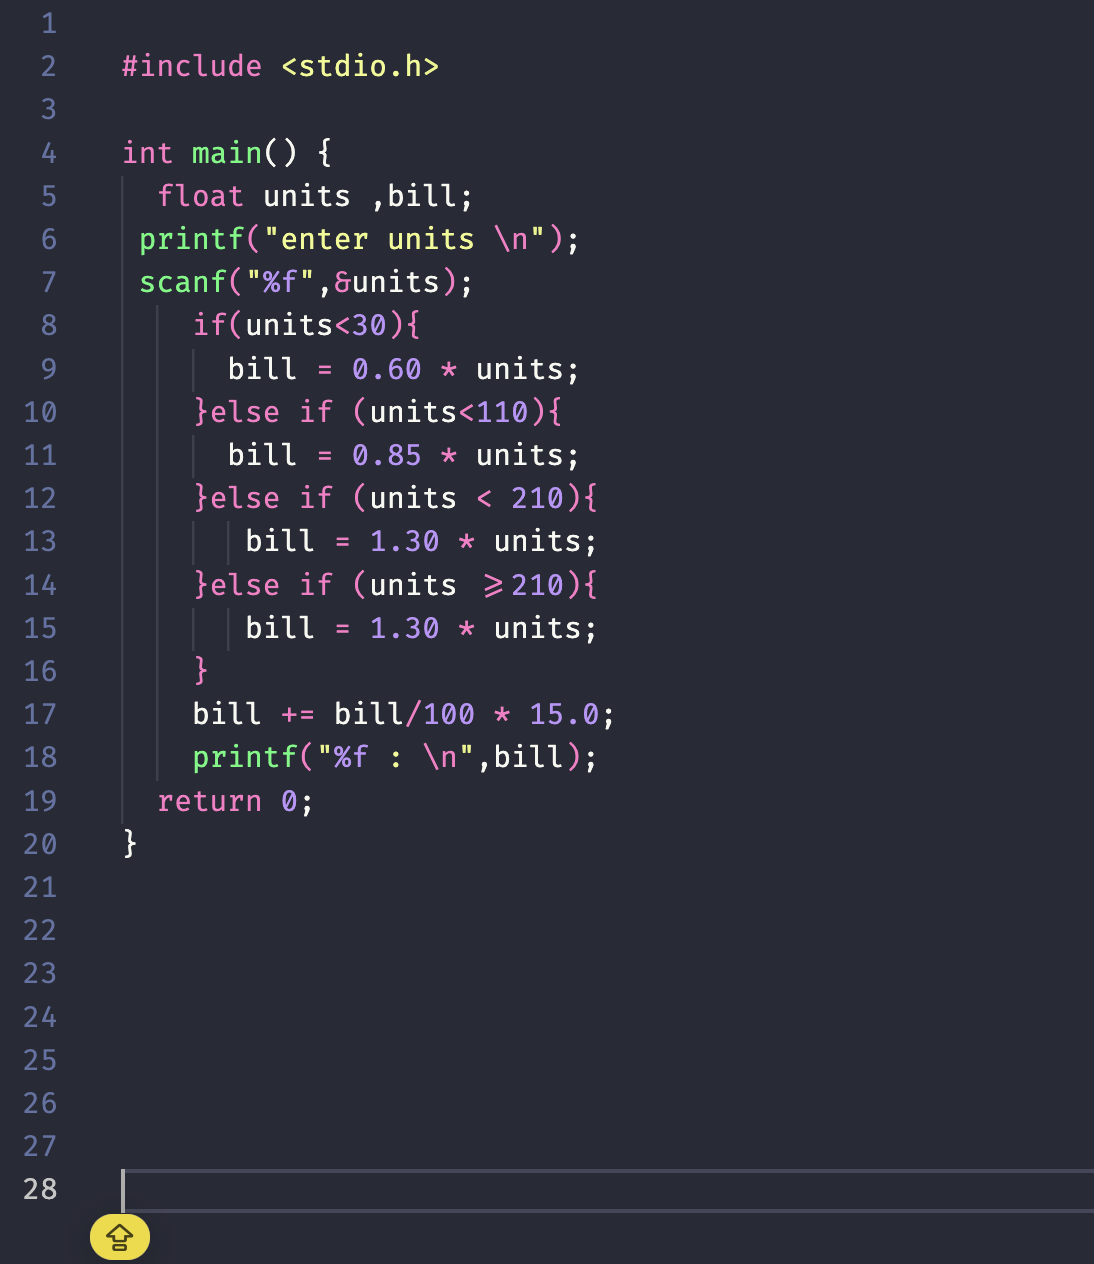 1
2 #include <stdio.h>
3
4 int main() {
5   float units ,bill;
6  printf("enter units \n");
7  scanf("%f",&units);
8     if(units<30){
9       bill = 0.60 * units;
10     }else if (units<110){
11       bill = 0.85 * units;
12     }else if (units < 210){
13        bill = 1.30 * units;
14     }else if (units >=210){
15        bill = 1.30 * units;
16     }
17     bill += bill/100 * 15.0;
18     printf("%f : \n",bill);
19   return 0;
20 }
21
22
23
24
25
26
27
28